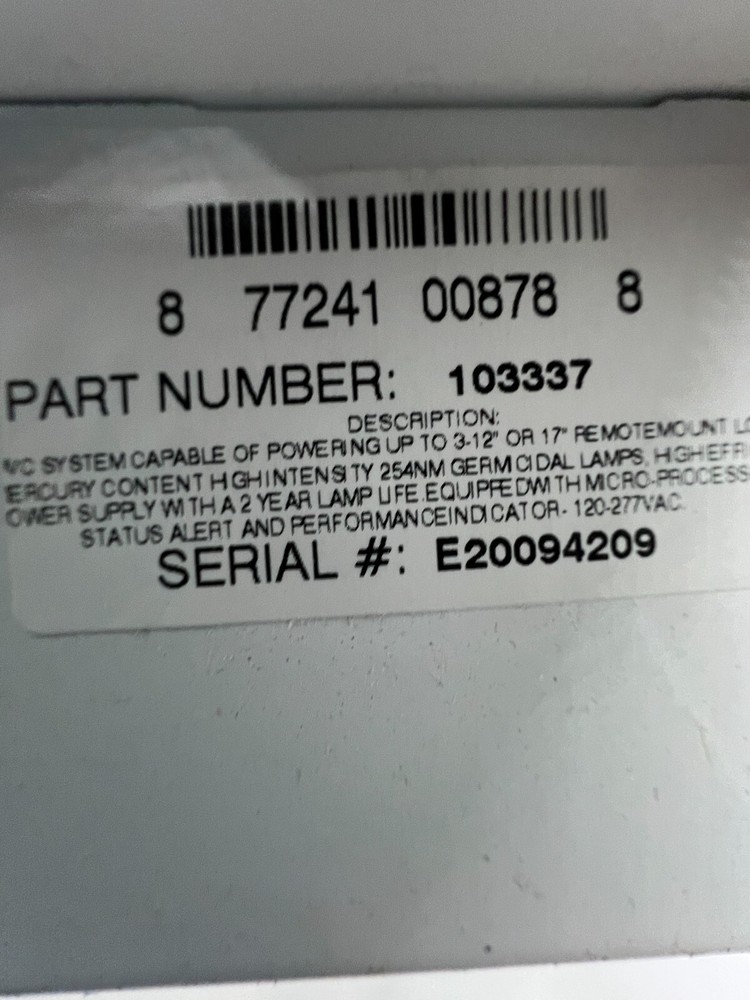 8 77241 00878 8
PART NUMBER: 103337
DESCRIPTION:
SYSTEM CAPABLE OF POWERING UP TO 3-12" OR 17" REMOTEMOUNT
ERCURY CONTENT HIGHINTENSITY 254NM GERMICIDAL LAMPS, HIGHEFFI
OWER SUPPLY WITH A 2 YEAR LAMP LIFE. EQUIPPEDWITH MICRO-PROCESS
STATUS ALERT AND PERFORMANCEINDICATOR- 120-277VAC.
SERIAL #: E20094209